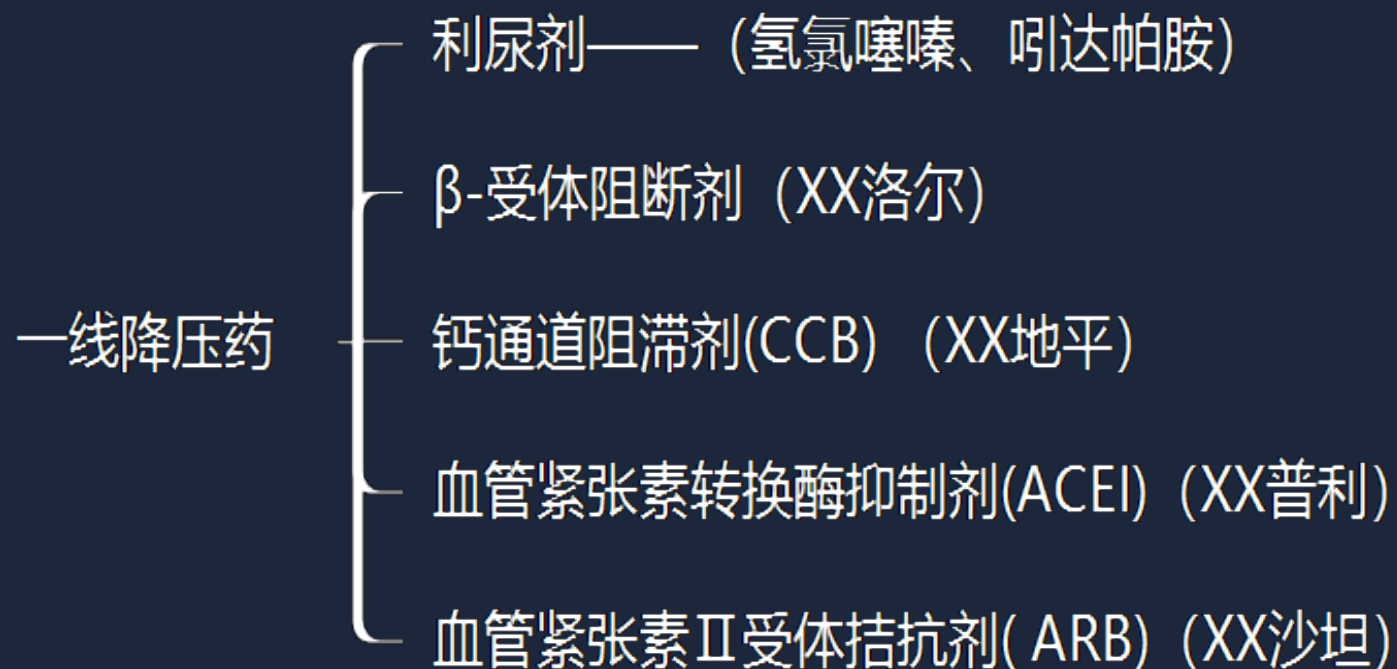 利尿剂——（氢氯噻嗪、吲达帕胺）
β-受体阻断剂（XX洛尔）
一线降压药
钙通道阻滞剂(CCB) （XX地平）
血管紧张素转换酶抑制剂(ACEI)（XX普利）
血管紧张素Ⅱ受体拮抗剂( ARB)（XX沙坦）